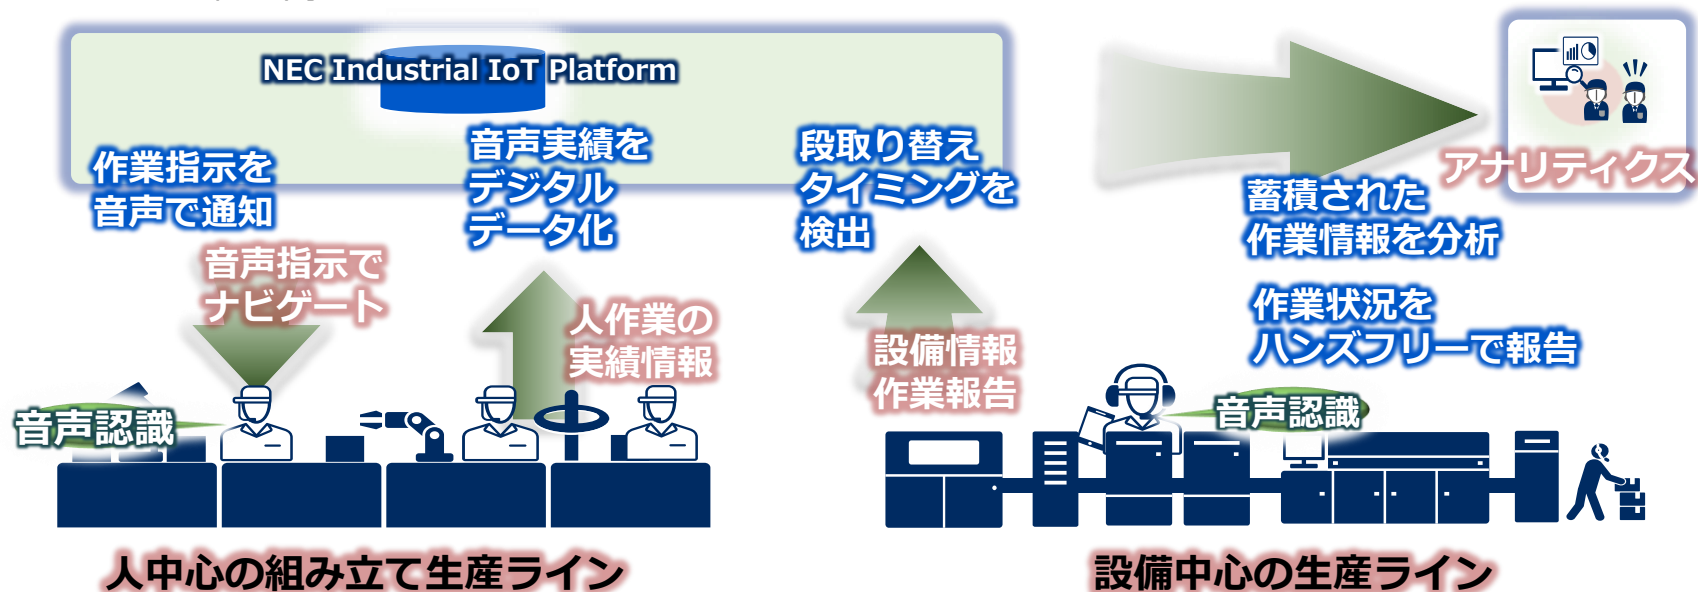 NEC Industrial IoT Platform
作業指示を
音声で通知
音声実績を
デジタル
データ化
段取り替え
タイミングを
検出
アナリティクス
蓄積された
作業情報を分析
音声指示で
ナビゲート
人作業の
実績情報
設備情報
作業報告
作業状況を
ハンズフリーで報告
音声認識
音声認識
人中心の組み立て生産ライン
設備中心の生産ライン